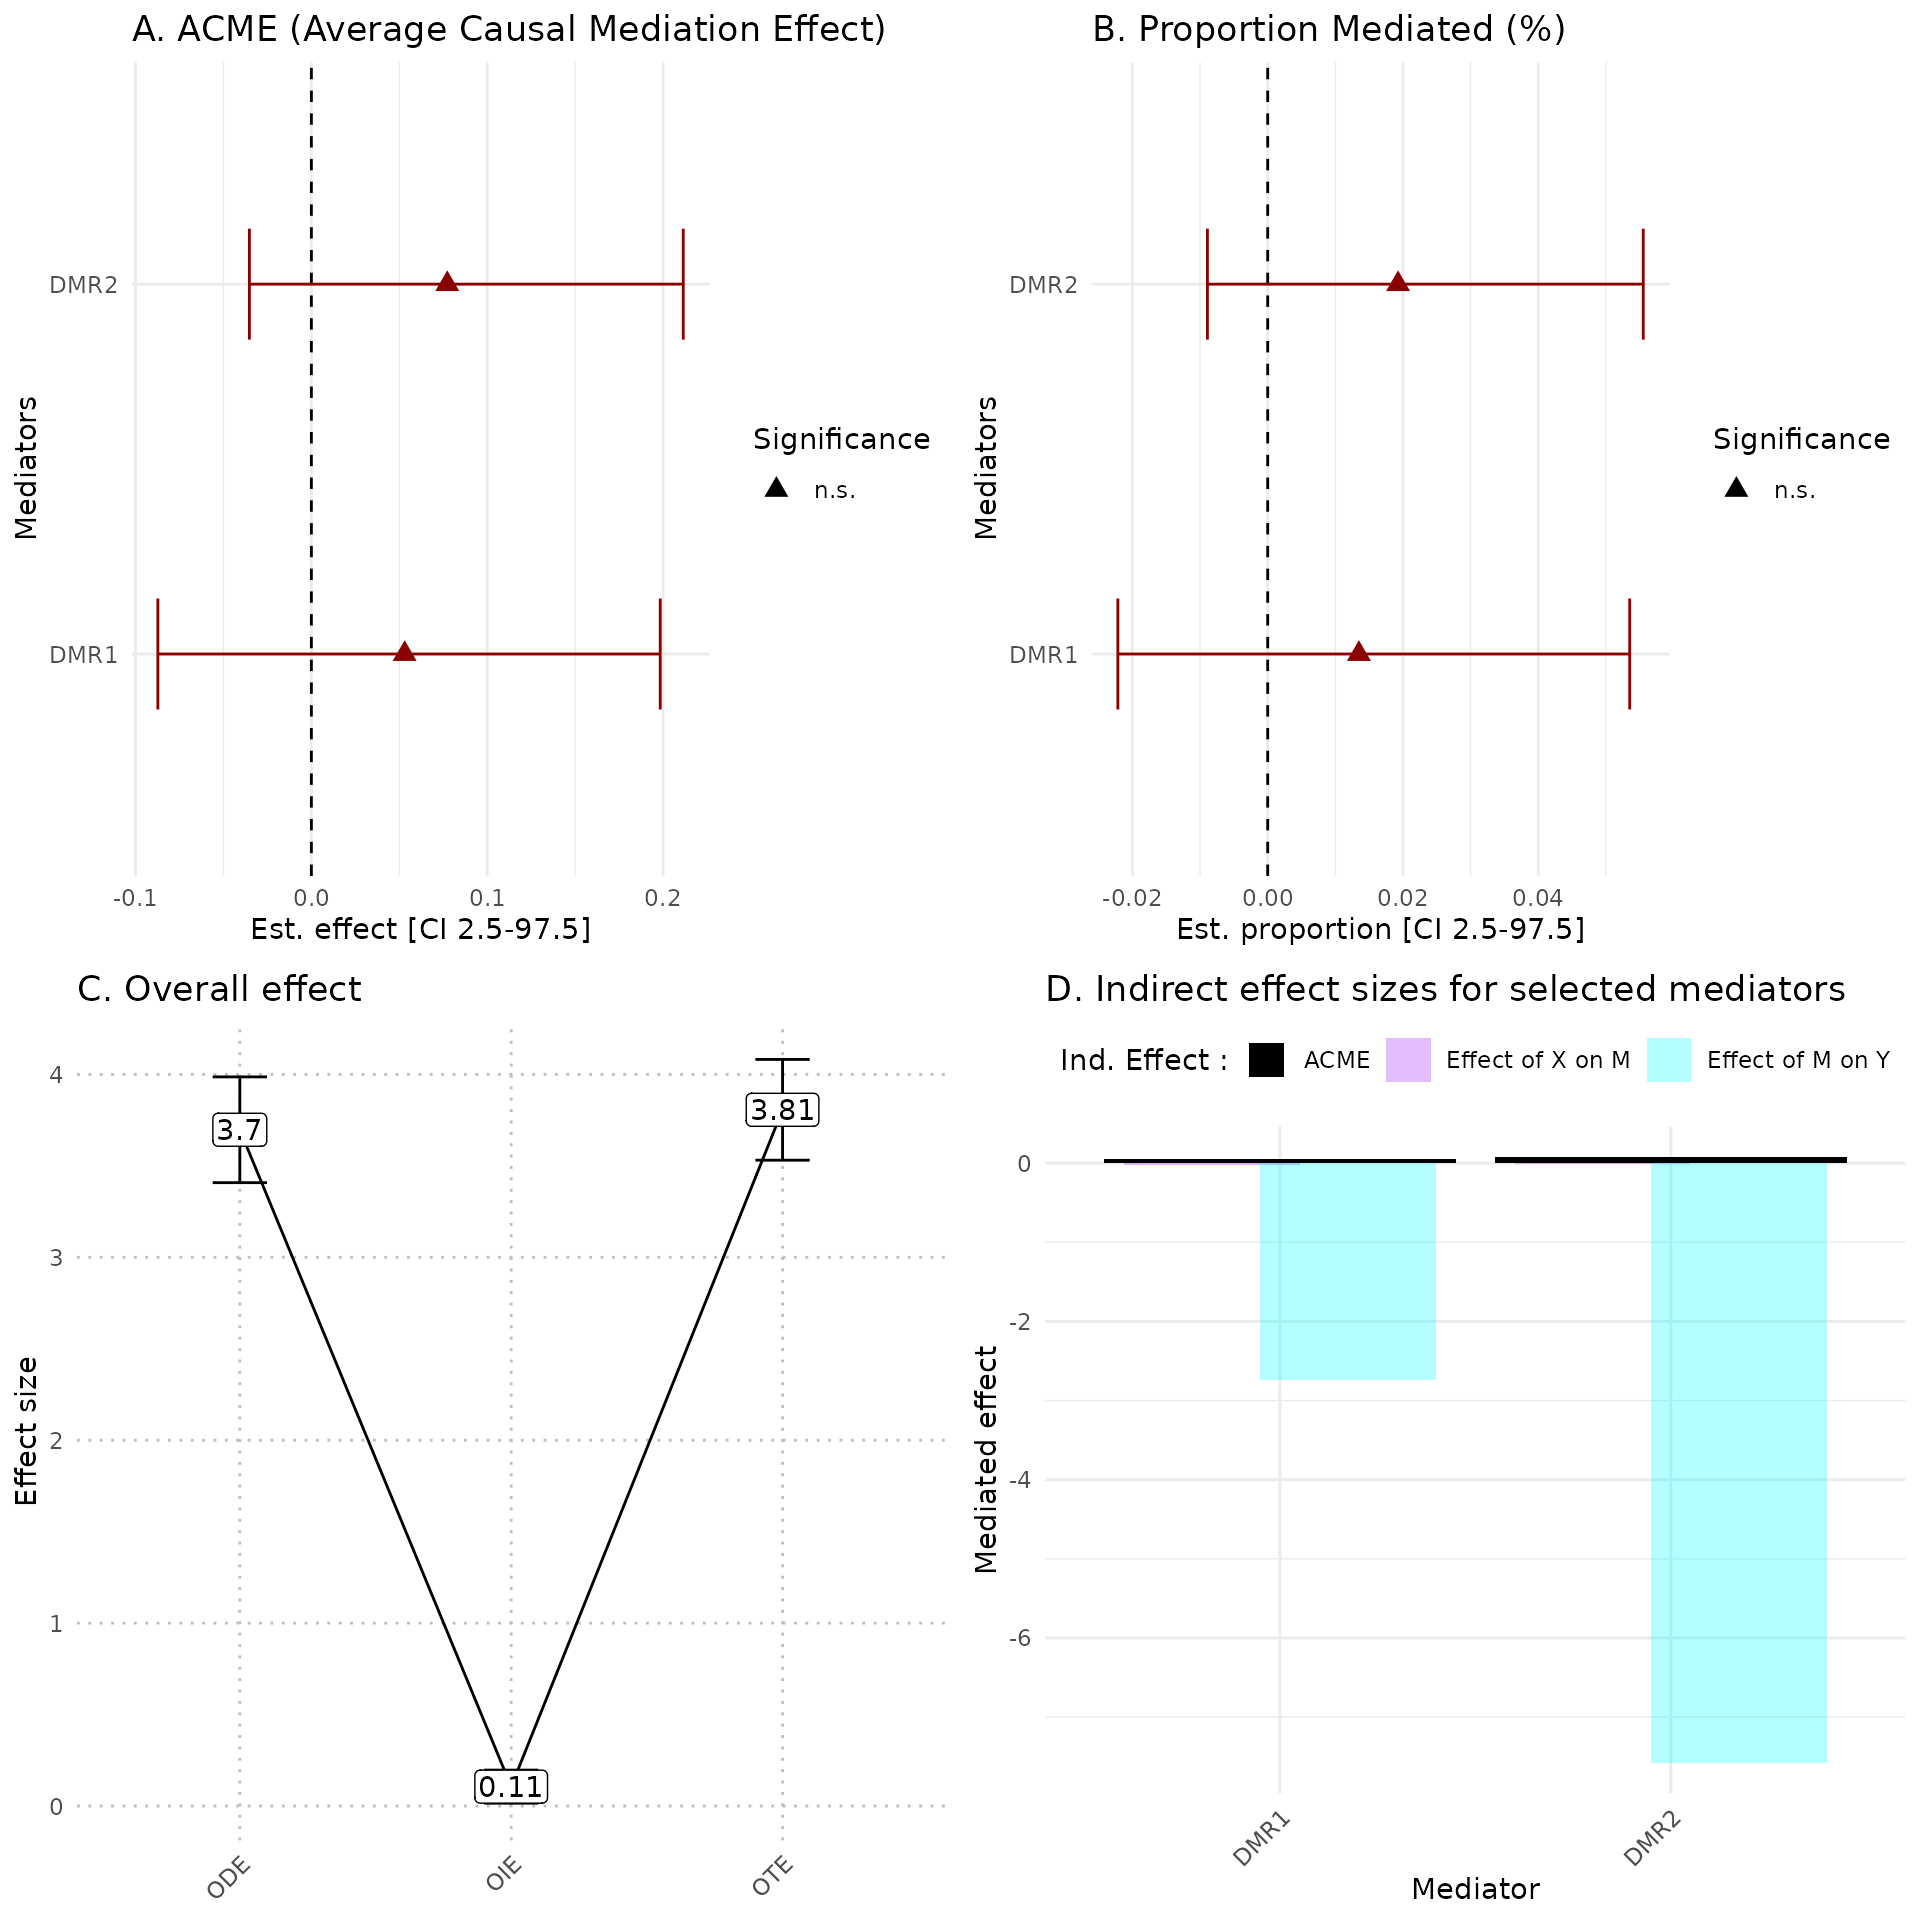 A. ACME (Average Causal Mediation Effect)
Mediators
DMR2
DMR1
-0.1 0.0 0.1 0.2
Est. effect [CI 2.5-97.5]
Significance
n.s.
B. Proportion Mediated (%)
Mediators
DMR2
DMR1
-0.02 0.00 0.02 0.04
Est. proportion [CI 2.5-97.5]
Significance
n.s.
C. Overall effect
Effect size
4
3
2
1
0
3.7
0.11
3.81
ODE OIE OTE
D. Indirect effect sizes for selected mediators
Ind. Effect : ACME Effect of X on M Effect of M on Y
Mediated effect
0
-2
-4
-6
DMR1 DMR2
Mediator